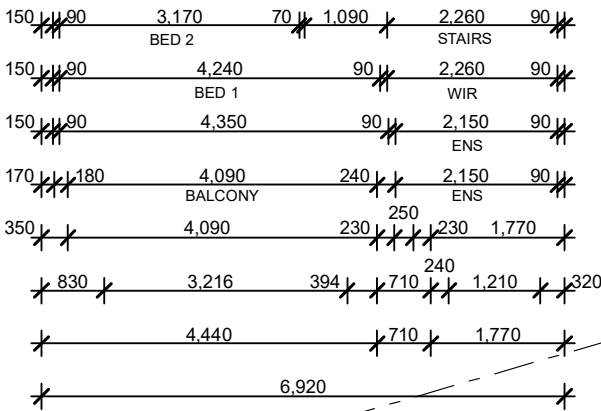 150 90 3,170 70 1,090 2,260 90
BED 2 STAIRS
150 90 4,240 90 2,260 90
BED 1 WIR
150 90 4,350 90 2,150 90
ENS
170 180 4,090 240 2,150 90
BALCONY ENS
250
350 4,090 230 230 1,770
240
830 3,216 394 710 1,210 320
4,440 710 1,770
6,920